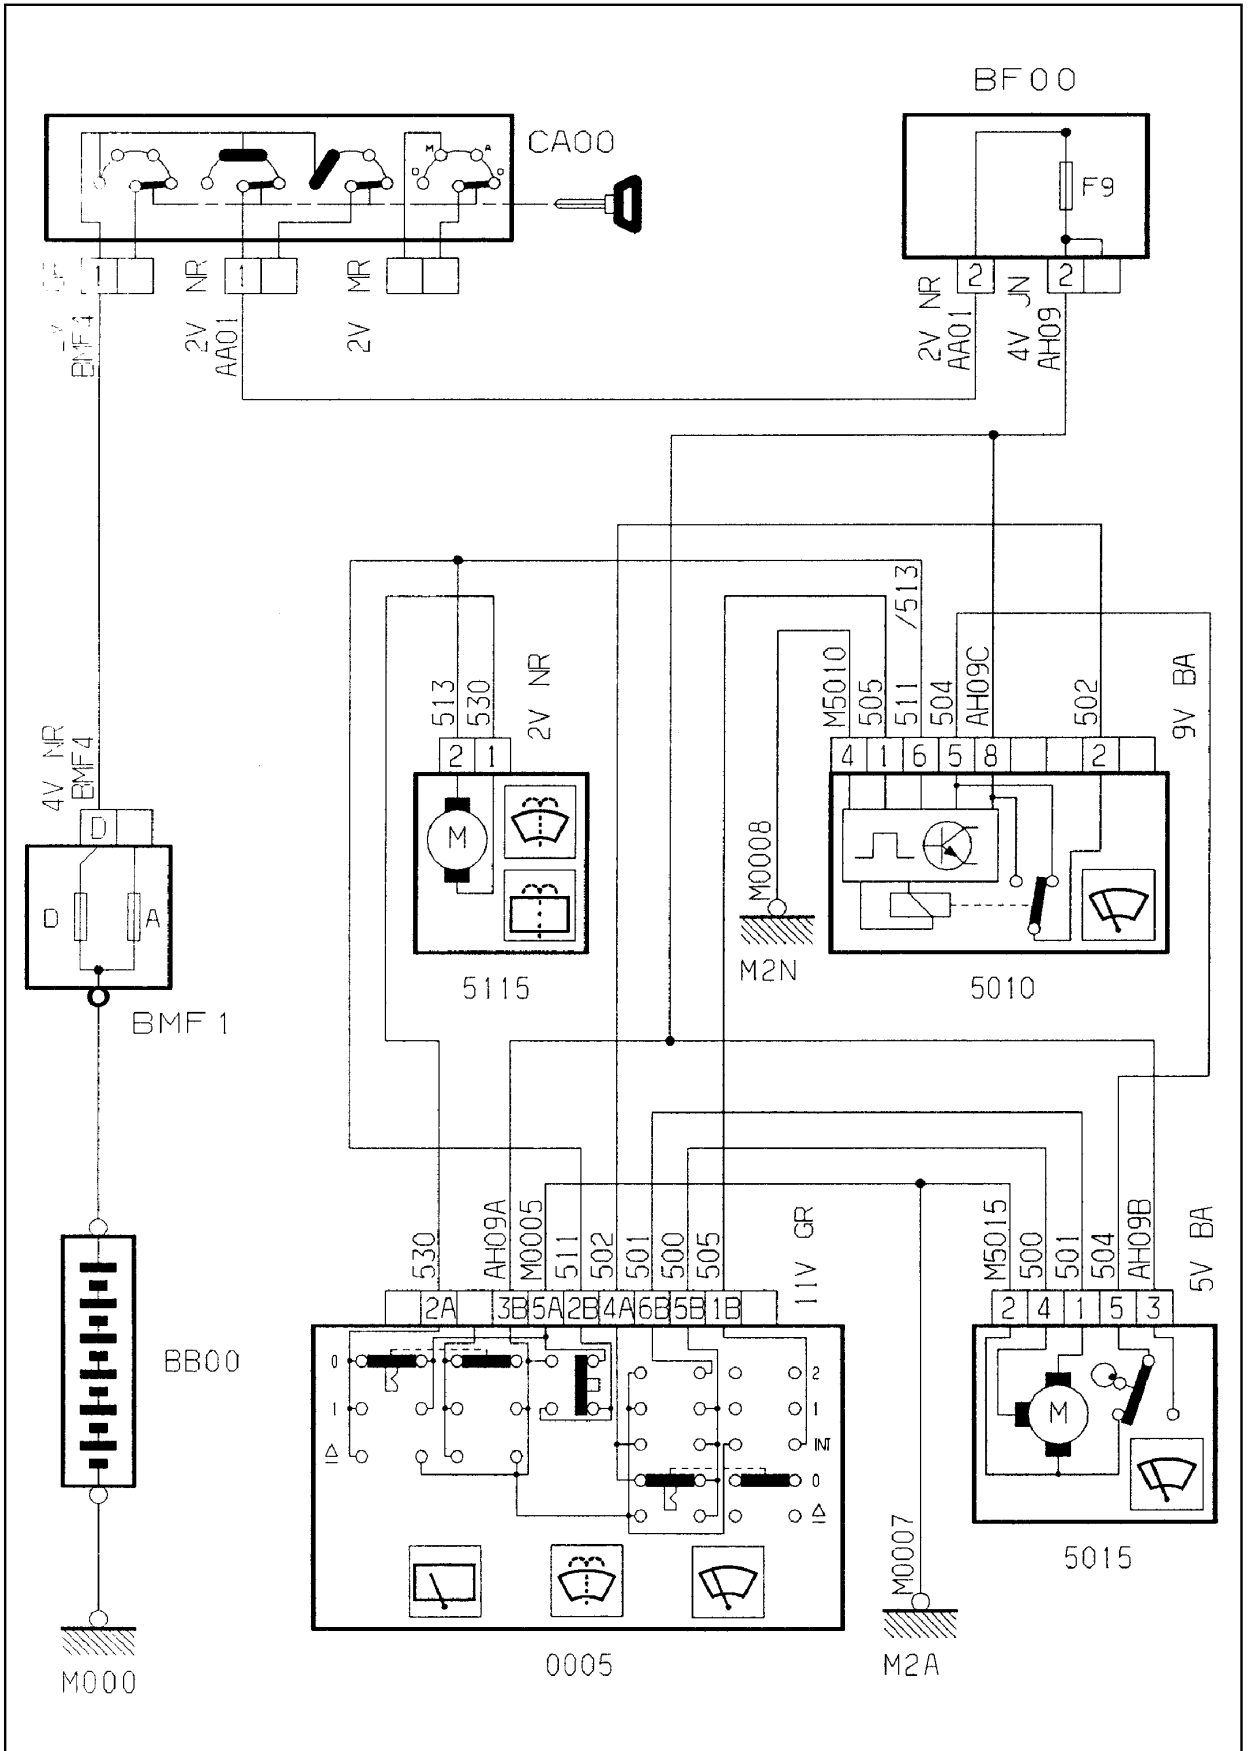 BF00
CA00
M A
F9
1
1
2
2
2V NR
AA01
2V MR
BMF4
2V NR
AA01
4V JN
AH09
513
530
2V NR
M5010
505
511 /513
504
AH09C
502
9V BA
4V NR
BMF4
2 1
4 1 6 5 8 2
D
M
D A
M0008
M2N
5115
5010
BMF1
530
AH09A
M0005
511
502
501
500
505
11V GR
M5015
500
501
504
AH09B
5V BA
2A 3B 5A 2B 4A 6B 5B 1B
2 4 1 5 3
BB00
0
1
2
1
INT
0
M
M0007
5015
0005
M2A
M000